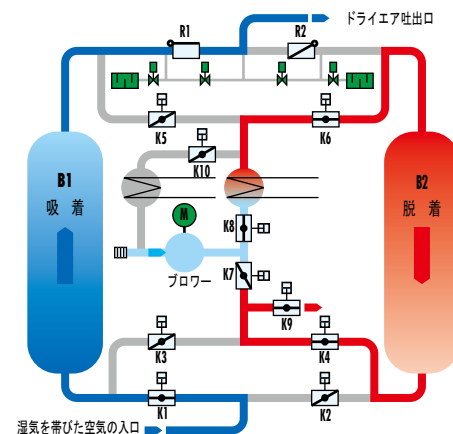 ドライエア吐出口
R1
R2
K5
K6
K10
B1
吸 着
B2
脱 着
M
K8
ブロワー
K7
K9
K3
K4
K1
K2
湿気を帯びた空気の入口